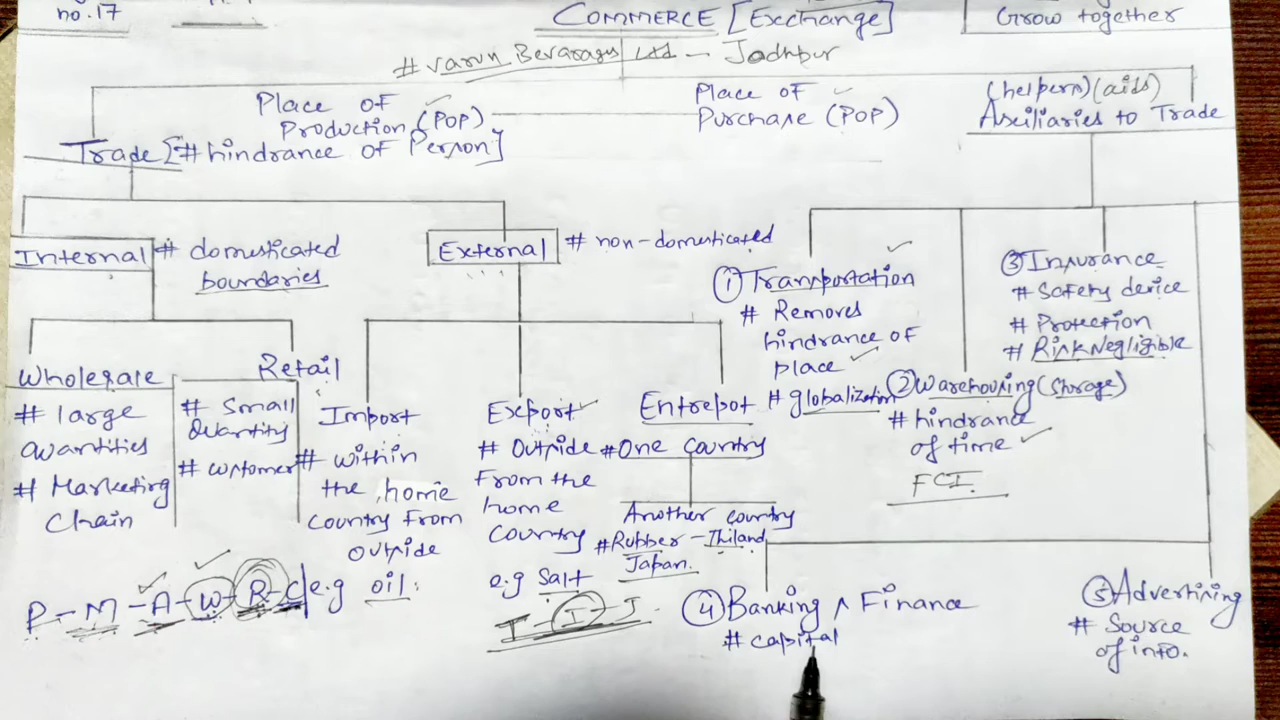 no.17
COMMERCE [Exchange]
Grow together
# Varun Bevarages Ltd - Jodhpur
Place of
Production (POP)
Place of
Purchase (POP)
(helpers) (aids)
Auxiliaries to Trade
Trade [# hindrance of Person]
Internal
# domesticated
boundaries
External
# non-domesticated
① Transportation
# Removes
hindrance of
place
# globalization
② Warehousing (Storage)
# hindrance
of time
FCI.
③ Insurance
# Safety device
# Protection
# Risk Negligible
Wholesale
# large
quantities
# Marketing
Chain
Retail
# Small
quantity
# customer
Import
# within
the home
country from
outside
e.g oil.
Export
# Outside
from the
home
country
e.g Salt
I - I - J
Entrepot
# One country
Another country
# Rubber - Thiland
Japan.
P - M - A - W - R - C
④ Banking & Finance
# capital
⑤ Advertising
# Source
of info.